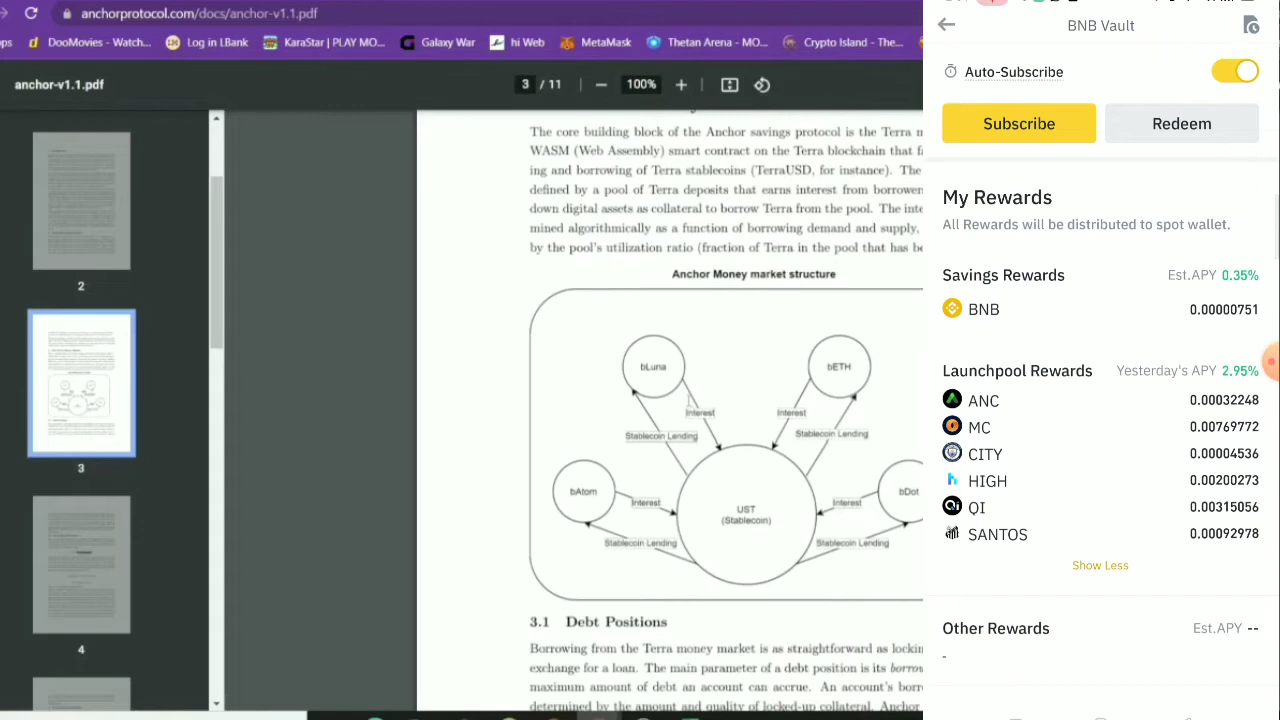 anchorprotocol.com/docs/anchor-v1.1.pdf
DooMovies - Watch...
Log in LBank
KaraStar | PLAY MO...
Galaxy War
hi Web
MetaMask
Thetan Arena - MO...
Crypto Island - The...
anchor-v1.1.pdf
3 / 11
100%
2
3
4
The core building block of the Anchor savings protocol is the Terra
WASM (Web Assembly) smart contract on the Terra blockchain that
ing and borrowing of Terra stablecoins (TerraUSD, for instance). The
defined by a pool of Terra deposits that earns interest from borrower
down digital assets as collateral to borrow Terra from the pool. The
mined algorithmically as a function of borrowing demand and supply,
by the pool's utilization ratio (fraction of Terra in the pool that has
Anchor Money market structure
bLuna
bETH
Interest
Interest
Stablecoin Lending
Stablecoin Lending
bAtom
bDot
Interest
Interest
UST
(Stablecoin)
Stablecoin Lending
Stablecoin Lending
3.1 Debt Positions
Borrowing from the Terra money market is as straightforward as
exchange for a loan. The main parameter of a debt position is its
maximum amount of debt an account can accrue. An account's
determined by the amount and quality of locked-up collateral.
BNB Vault
Auto-Subscribe
Subscribe
Redeem
My Rewards
All Rewards will be distributed to spot wallet.
Savings Rewards Est.APY 0.35%
BNB 0.00000751
Launchpool Rewards Yesterday's APY 2.95%
ANC 0.00032248
MC 0.00769772
CITY 0.00004536
HIGH 0.00200273
QI 0.00315056
SANTOS 0.00092978
Show Less
Other Rewards Est.APY --
-